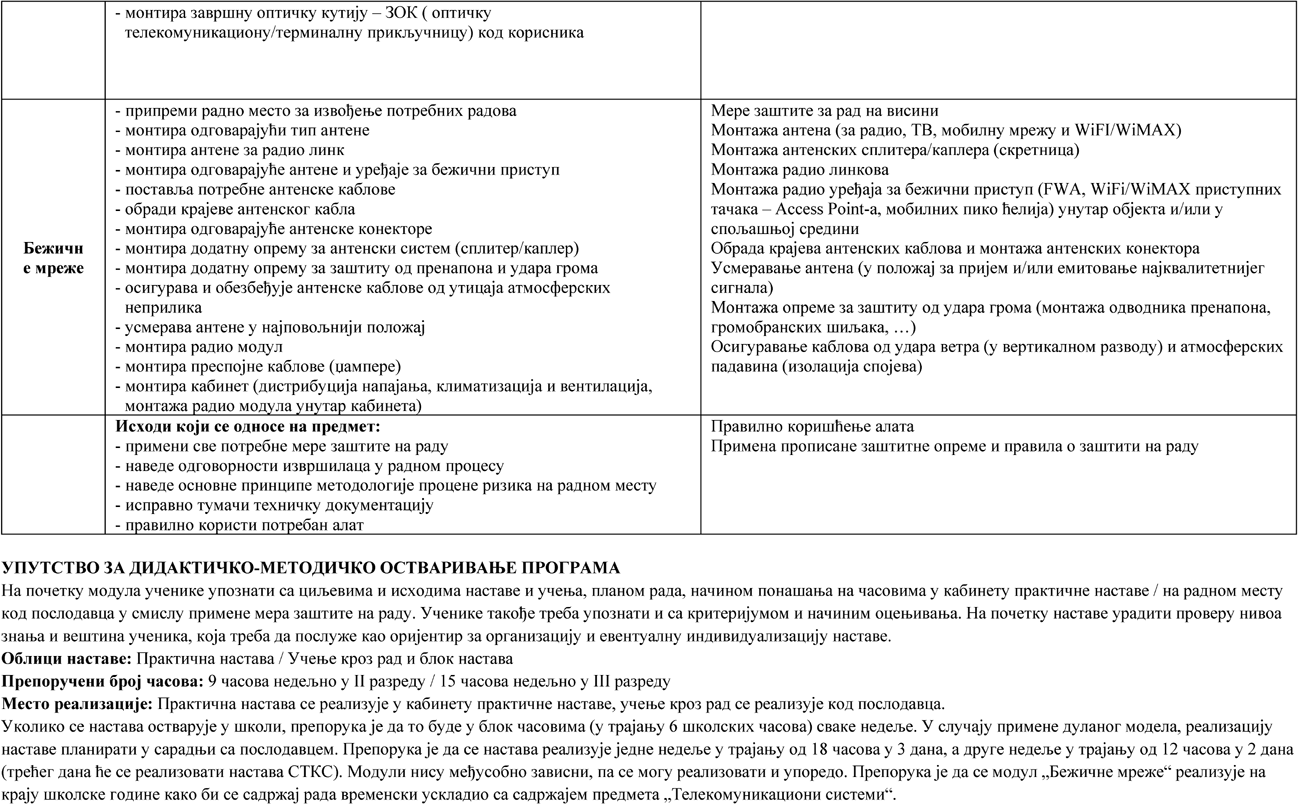 - монтира завршну оптичку кутију – ЗОК ( оптичку
телекомуникациону/терминалну прикључницу) код корисника
Бежичн
е мреже
- припреми радно место за извођење потребних радова
- монтира одговарајући тип антене
- монтира антене за радио линк
- монтира одговарајуће антене и уређаје за бежични приступ
- поставља потребне антенске каблове
- обради крајеве антенског кабла
- монтира одговарајуће антенске конекторе
- монтира додатну опрему за антенски систем (сплитер/каплер)
- монтира додатну опрему за заштиту од пренапона и удара грома
- осигурава и обезбеђује антенске каблове од утицаја атмосферских
неприлика
- усмерава антене у најповољнији положај
- монтира радио модул
- монтира преспојне каблове (џампере)
- монтира кабинет (дистрибуција напајања, климатизација и вентилација,
монтажа радио модула унутар кабинета)
Мере заштите за рад на висини
Монтажа антена (за радио, ТВ, мобилну мрежу и WiFI/WiMAX)
Монтажа антенских сплитера/каплера (скретница)
Монтажа радио линкова
Монтажа радио уређаја за бежични приступ (FWA, WiFi/WiMAX приступних
тачака – Access Point-а, мобилних пико ћелија) унутар објекта и/или у
спољашњој средини
Обрада крајева антенских каблова и монтажа антенских конектора
Усмеравање антена (у положај за пријем и/или емитовање најквалитетнијег
сигнала)
Монтажа опреме за заштиту од удара грома (монтажа одводника пренапона,
громобранских шиљака, …)
Осигуравање каблова од удара ветра (у вертикалном разводу) и атмосферских
падавина (изолација спојева)
Исходи који се односе на предмет:
- примени све потребне мере заштите на раду
- наведе одговорности извршилаца у радном процесу
- наведе основне принципе методологије процене ризика на радном месту
- исправно тумачи техничку документацију
- правилно користи потребан алат
Правилно коришћење алата
Примена прописане заштитне опреме и правила о заштити на раду
УПУТСТВО ЗА ДИДАКТИЧКО-МЕТОДИЧКО ОСТВАРИВАЊЕ ПРОГРАМА
На почетку модула ученике упознати са циљевима и исходима наставе и учења, планом рада, начином понашања на часовима у кабинету практичне наставе / на радном месту
код послодавца у смислу примене мера заштите на раду. Ученике такође треба упознати и са критеријумом и начиним оцењивања. На почетку наставе урадити проверу нивоа
знања и вештина ученика, која треба да послуже као оријентир за организацију и евентуалну индивидуализацију наставе.
Облици наставе: Практична настава / Учење кроз рад и блок настава
Препоручени број часова: 9 часова недељно у II разреду / 15 часова недељно у III разреду
Место реализације: Практична настава се реализује у кабинету практичне наставе, учење кроз рад се реализује код послодавца.
Уколико се настава остварује у школи, препорука је да то буде у блок часовима (у трајању 6 школских часова) сваке недеље. У случају примене дуланог модела, реализацију
наставе планирати у сарадњи са послодавцем. Препорука је да се настава реализује једне недеље у трајању од 18 часова у 3 дана, а друге недеље у трајању од 12 часова у 2 дана
(трећег дана ће се реализовати настава СТКС). Модули нису међусобно зависни, па се могу реализовати и упоредо. Препорука је да се модул „Бежичне мреже“ реализује на
крају школске године како би се садржај рада временски ускладио са садржајем предмета „Телекомуникациони системи“.